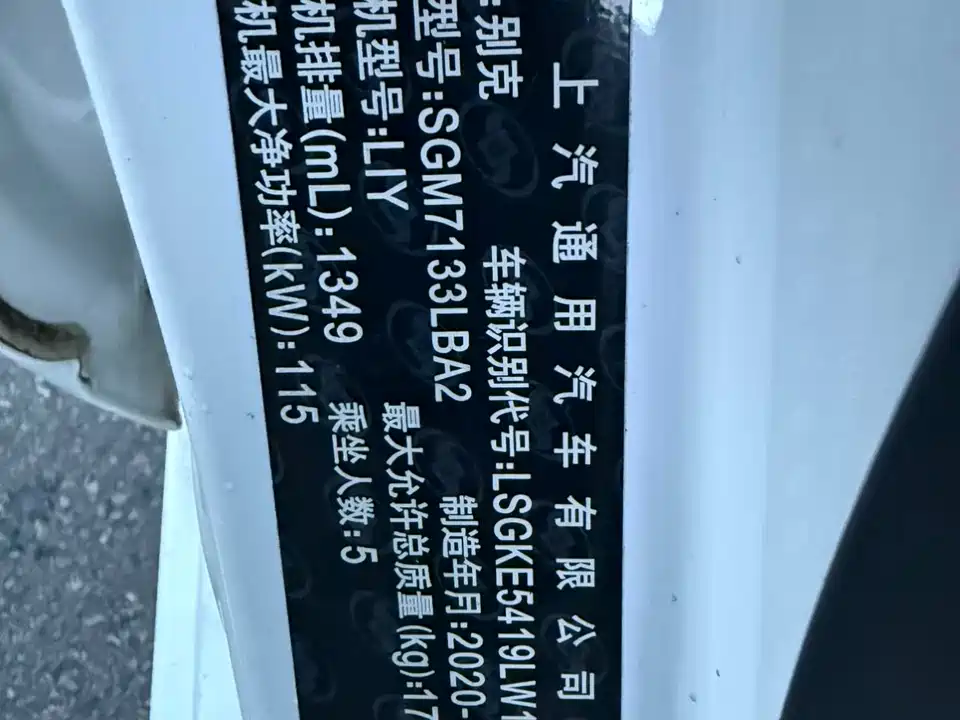 上汽通用汽车有限公司
:别克 车辆识别代号:LSGKE5419LW1
型号:SGM7133LBA2 制造年月:2020-
机型号:LIY 最大允许总质量(kg):17
机排量(mL):1349 乘坐人数:5
机最大净功率(kW):115